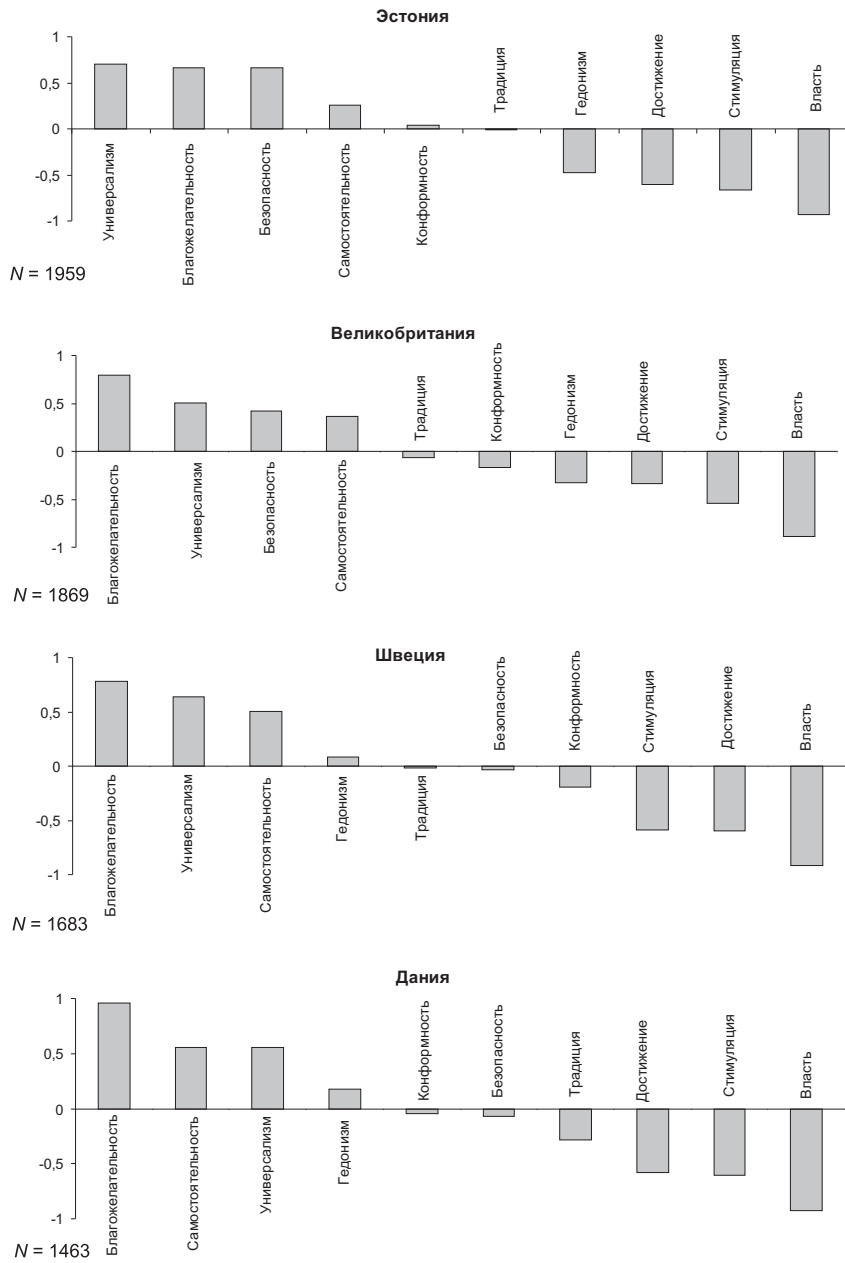 Эстония
1
0,5
0
-0,5
-1
Универсализм
Благожелательность
Безопасность
Самостоятельность
Конформность
Традиция
Гедонизм
Достижение
Стимуляция
Власть
N = 1959
Великобритания
1
0,5
0
-0,5
-1
Благожелательность
Универсализм
Безопасность
Самостоятельность
Традиция
Конформность
Гедонизм
Достижение
Стимуляция
Власть
N = 1869
Швеция
1
0,5
0
-0,5
-1
Благожелательность
Универсализм
Самостоятельность
Гедонизм
Традиция
Безопасность
Конформность
Стимуляция
Достижение
Власть
N = 1683
Дания
1
0,5
0
-0,5
-1
Благожелательность
Самостоятельность
Универсализм
Гедонизм
Конформность
Безопасность
Традиция
Достижение
Стимуляция
Власть
N = 1463